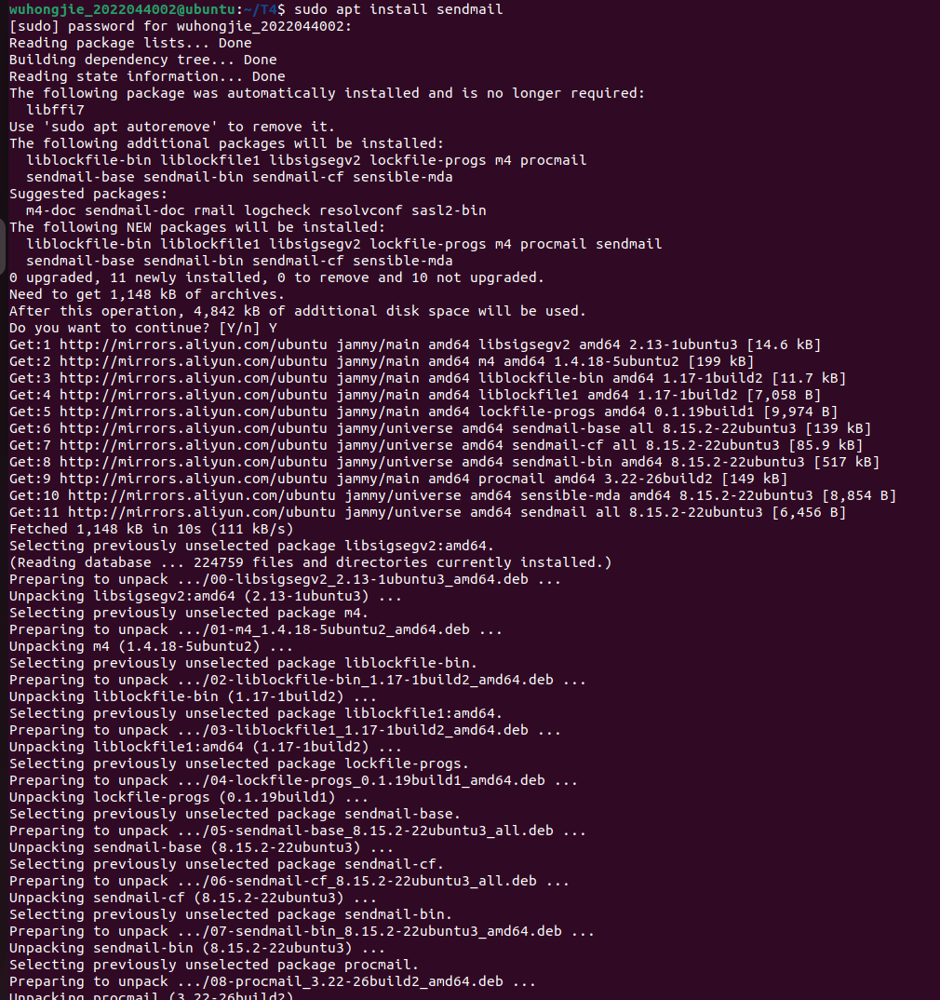 wuhongjie_2022044002@ubuntu:~/T4$ sudo apt install sendmail
[sudo] password for wuhongjie_2022044002:
Reading package lists... Done
Building dependency tree... Done
Reading state information... Done
The following package was automatically installed and is no longer required:
  libffi7
Use 'sudo apt autoremove' to remove it.
The following additional packages will be installed:
  liblockfile-bin liblockfile1 libsigsegv2 lockfile-progs m4 procmail
  sendmail-base sendmail-bin sendmail-cf sensible-mda
Suggested packages:
  m4-doc sendmail-doc rmail logcheck resolvconf sasl2-bin
The following NEW packages will be installed:
  liblockfile-bin liblockfile1 libsigsegv2 lockfile-progs m4 procmail sendmail
  sendmail-base sendmail-bin sendmail-cf sensible-mda
0 upgraded, 11 newly installed, 0 to remove and 10 not upgraded.
Need to get 1,148 kB of archives.
After this operation, 4,842 kB of additional disk space will be used.
Do you want to continue? [Y/n] Y
Get:1 http://mirrors.aliyun.com/ubuntu jammy/main amd64 libsigsegv2 amd64 2.13-1ubuntu3 [14.6 kB]
Get:2 http://mirrors.aliyun.com/ubuntu jammy/main amd64 m4 amd64 1.4.18-5ubuntu2 [199 kB]
Get:3 http://mirrors.aliyun.com/ubuntu jammy/main amd64 liblockfile-bin amd64 1.17-1build2 [11.7 kB]
Get:4 http://mirrors.aliyun.com/ubuntu jammy/main amd64 liblockfile1 amd64 1.17-1build2 [7,058 B]
Get:5 http://mirrors.aliyun.com/ubuntu jammy/main amd64 lockfile-progs amd64 0.1.19build1 [9,974 B]
Get:6 http://mirrors.aliyun.com/ubuntu jammy/universe amd64 sendmail-base all 8.15.2-22ubuntu3 [139 kB]
Get:7 http://mirrors.aliyun.com/ubuntu jammy/universe amd64 sendmail-cf all 8.15.2-22ubuntu3 [85.9 kB]
Get:8 http://mirrors.aliyun.com/ubuntu jammy/universe amd64 sendmail-bin amd64 8.15.2-22ubuntu3 [517 kB]
Get:9 http://mirrors.aliyun.com/ubuntu jammy/main amd64 procmail amd64 3.22-26build2 [149 kB]
Get:10 http://mirrors.aliyun.com/ubuntu jammy/universe amd64 sensible-mda amd64 8.15.2-22ubuntu3 [8,854 B]
Get:11 http://mirrors.aliyun.com/ubuntu jammy/universe amd64 sendmail all 8.15.2-22ubuntu3 [6,456 B]
Fetched 1,148 kB in 10s (111 kB/s)
Selecting previously unselected package libsigsegv2:amd64.
(Reading database ... 224759 files and directories currently installed.)
Preparing to unpack .../00-libsigsegv2_2.13-1ubuntu3_amd64.deb ...
Unpacking libsigsegv2:amd64 (2.13-1ubuntu3) ...
Selecting previously unselected package m4.
Preparing to unpack .../01-m4_1.4.18-5ubuntu2_amd64.deb ...
Unpacking m4 (1.4.18-5ubuntu2) ...
Selecting previously unselected package liblockfile-bin.
Preparing to unpack .../02-liblockfile-bin_1.17-1build2_amd64.deb ...
Unpacking liblockfile-bin (1.17-1build2) ...
Selecting previously unselected package liblockfile1:amd64.
Preparing to unpack .../03-liblockfile1_1.17-1build2_amd64.deb ...
Unpacking liblockfile1:amd64 (1.17-1build2) ...
Selecting previously unselected package lockfile-progs.
Preparing to unpack .../04-lockfile-progs_0.1.19build1_amd64.deb ...
Unpacking lockfile-progs (0.1.19build1) ...
Selecting previously unselected package sendmail-base.
Preparing to unpack .../05-sendmail-base_8.15.2-22ubuntu3_all.deb ...
Unpacking sendmail-base (8.15.2-22ubuntu3) ...
Selecting previously unselected package sendmail-cf.
Preparing to unpack .../06-sendmail-cf_8.15.2-22ubuntu3_all.deb ...
Unpacking sendmail-cf (8.15.2-22ubuntu3) ...
Selecting previously unselected package sendmail-bin.
Preparing to unpack .../07-sendmail-bin_8.15.2-22ubuntu3_amd64.deb ...
Unpacking sendmail-bin (8.15.2-22ubuntu3) ...
Selecting previously unselected package procmail.
Preparing to unpack .../08-procmail_3.22-26build2_amd64.deb ...
Unpacking procmail (3.22-26build2)